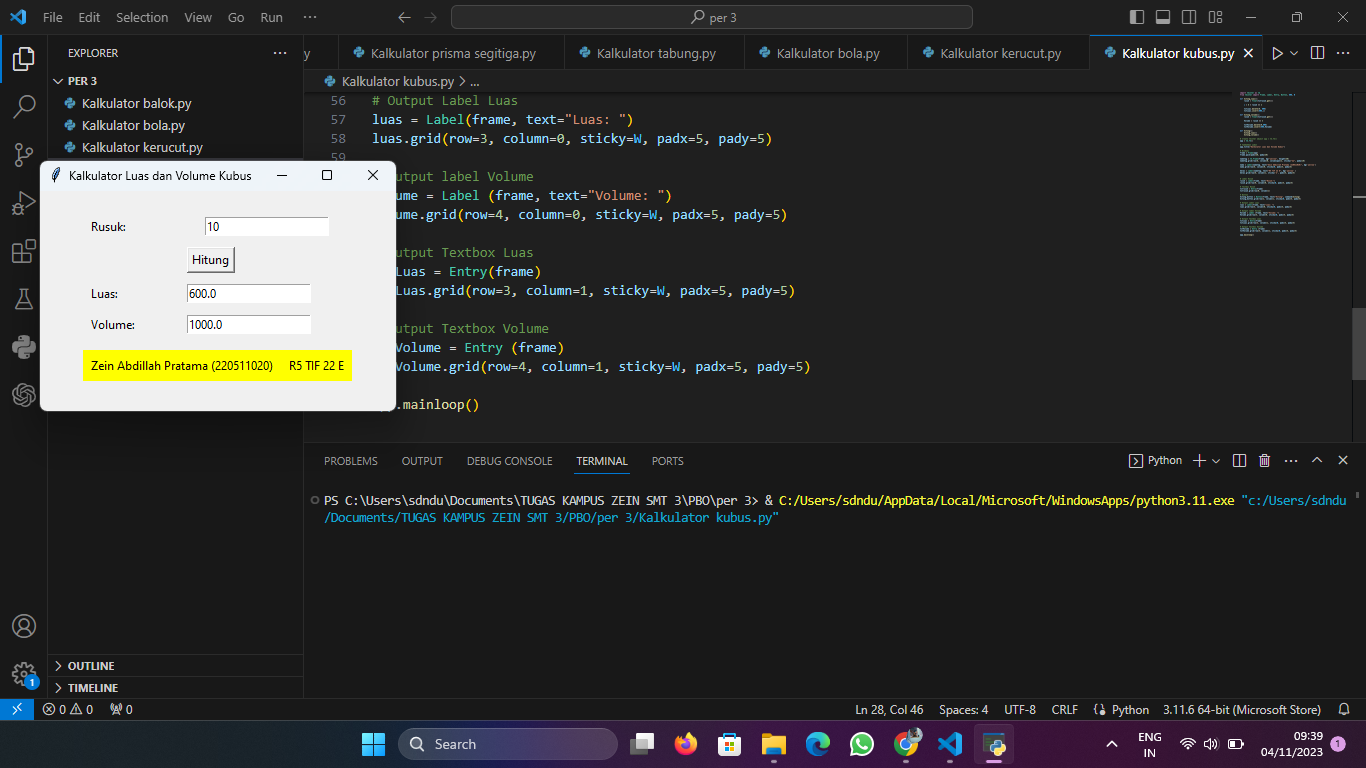 File Edit Selection View Go Run ···
per 3
EXPLORER ···
y Kalkulator prisma segitiga.py Kalkulator tabung.py Kalkulator bola.py Kalkulator kerucut.py Kalkulator kubus.py
PER 3
Kalkulator balok.py
Kalkulator bola.py
Kalkulator kerucut.py
Kalkulator kubus.py > ...
56 # Output Label Luas
57 luas = Label(frame, text="Luas: ")
58 luas.grid(row=3, column=0, sticky=W, padx=5, pady=5)
59
utput label Volume
ume = Label (frame, text="Volume: ")
ume.grid(row=4, column=0, sticky=W, padx=5, pady=5)
utput Textbox Luas
Luas = Entry(frame)
Luas.grid(row=3, column=1, sticky=W, padx=5, pady=5)
utput Textbox Volume
Volume = Entry (frame)
Volume.grid(row=4, column=1, sticky=W, padx=5, pady=5)
.mainloop()
Kalkulator Luas dan Volume Kubus
Rusuk: 10
Hitung
Luas: 600.0
Volume: 1000.0
Zein Abdillah Pratama (220511020) R5 TIF 22 E
PROBLEMS OUTPUT DEBUG CONSOLE TERMINAL PORTS
Python
PS C:\Users\sdndu\Documents\TUGAS KAMPUS ZEIN SMT 3\PBO\per 3> & C:/Users/sdndu/AppData/Local/Microsoft/WindowsApps/python3.11.exe "c:/Users/sdndu
/Documents/TUGAS KAMPUS ZEIN SMT 3/PBO/per 3/Kalkulator kubus.py"
OUTLINE
TIMELINE
1
0 0 0
Ln 28, Col 46 Spaces: 4 UTF-8 CRLF Python 3.11.6 64-bit (Microsoft Store)
Search
ENG
IN
09:39
04/11/2023
1